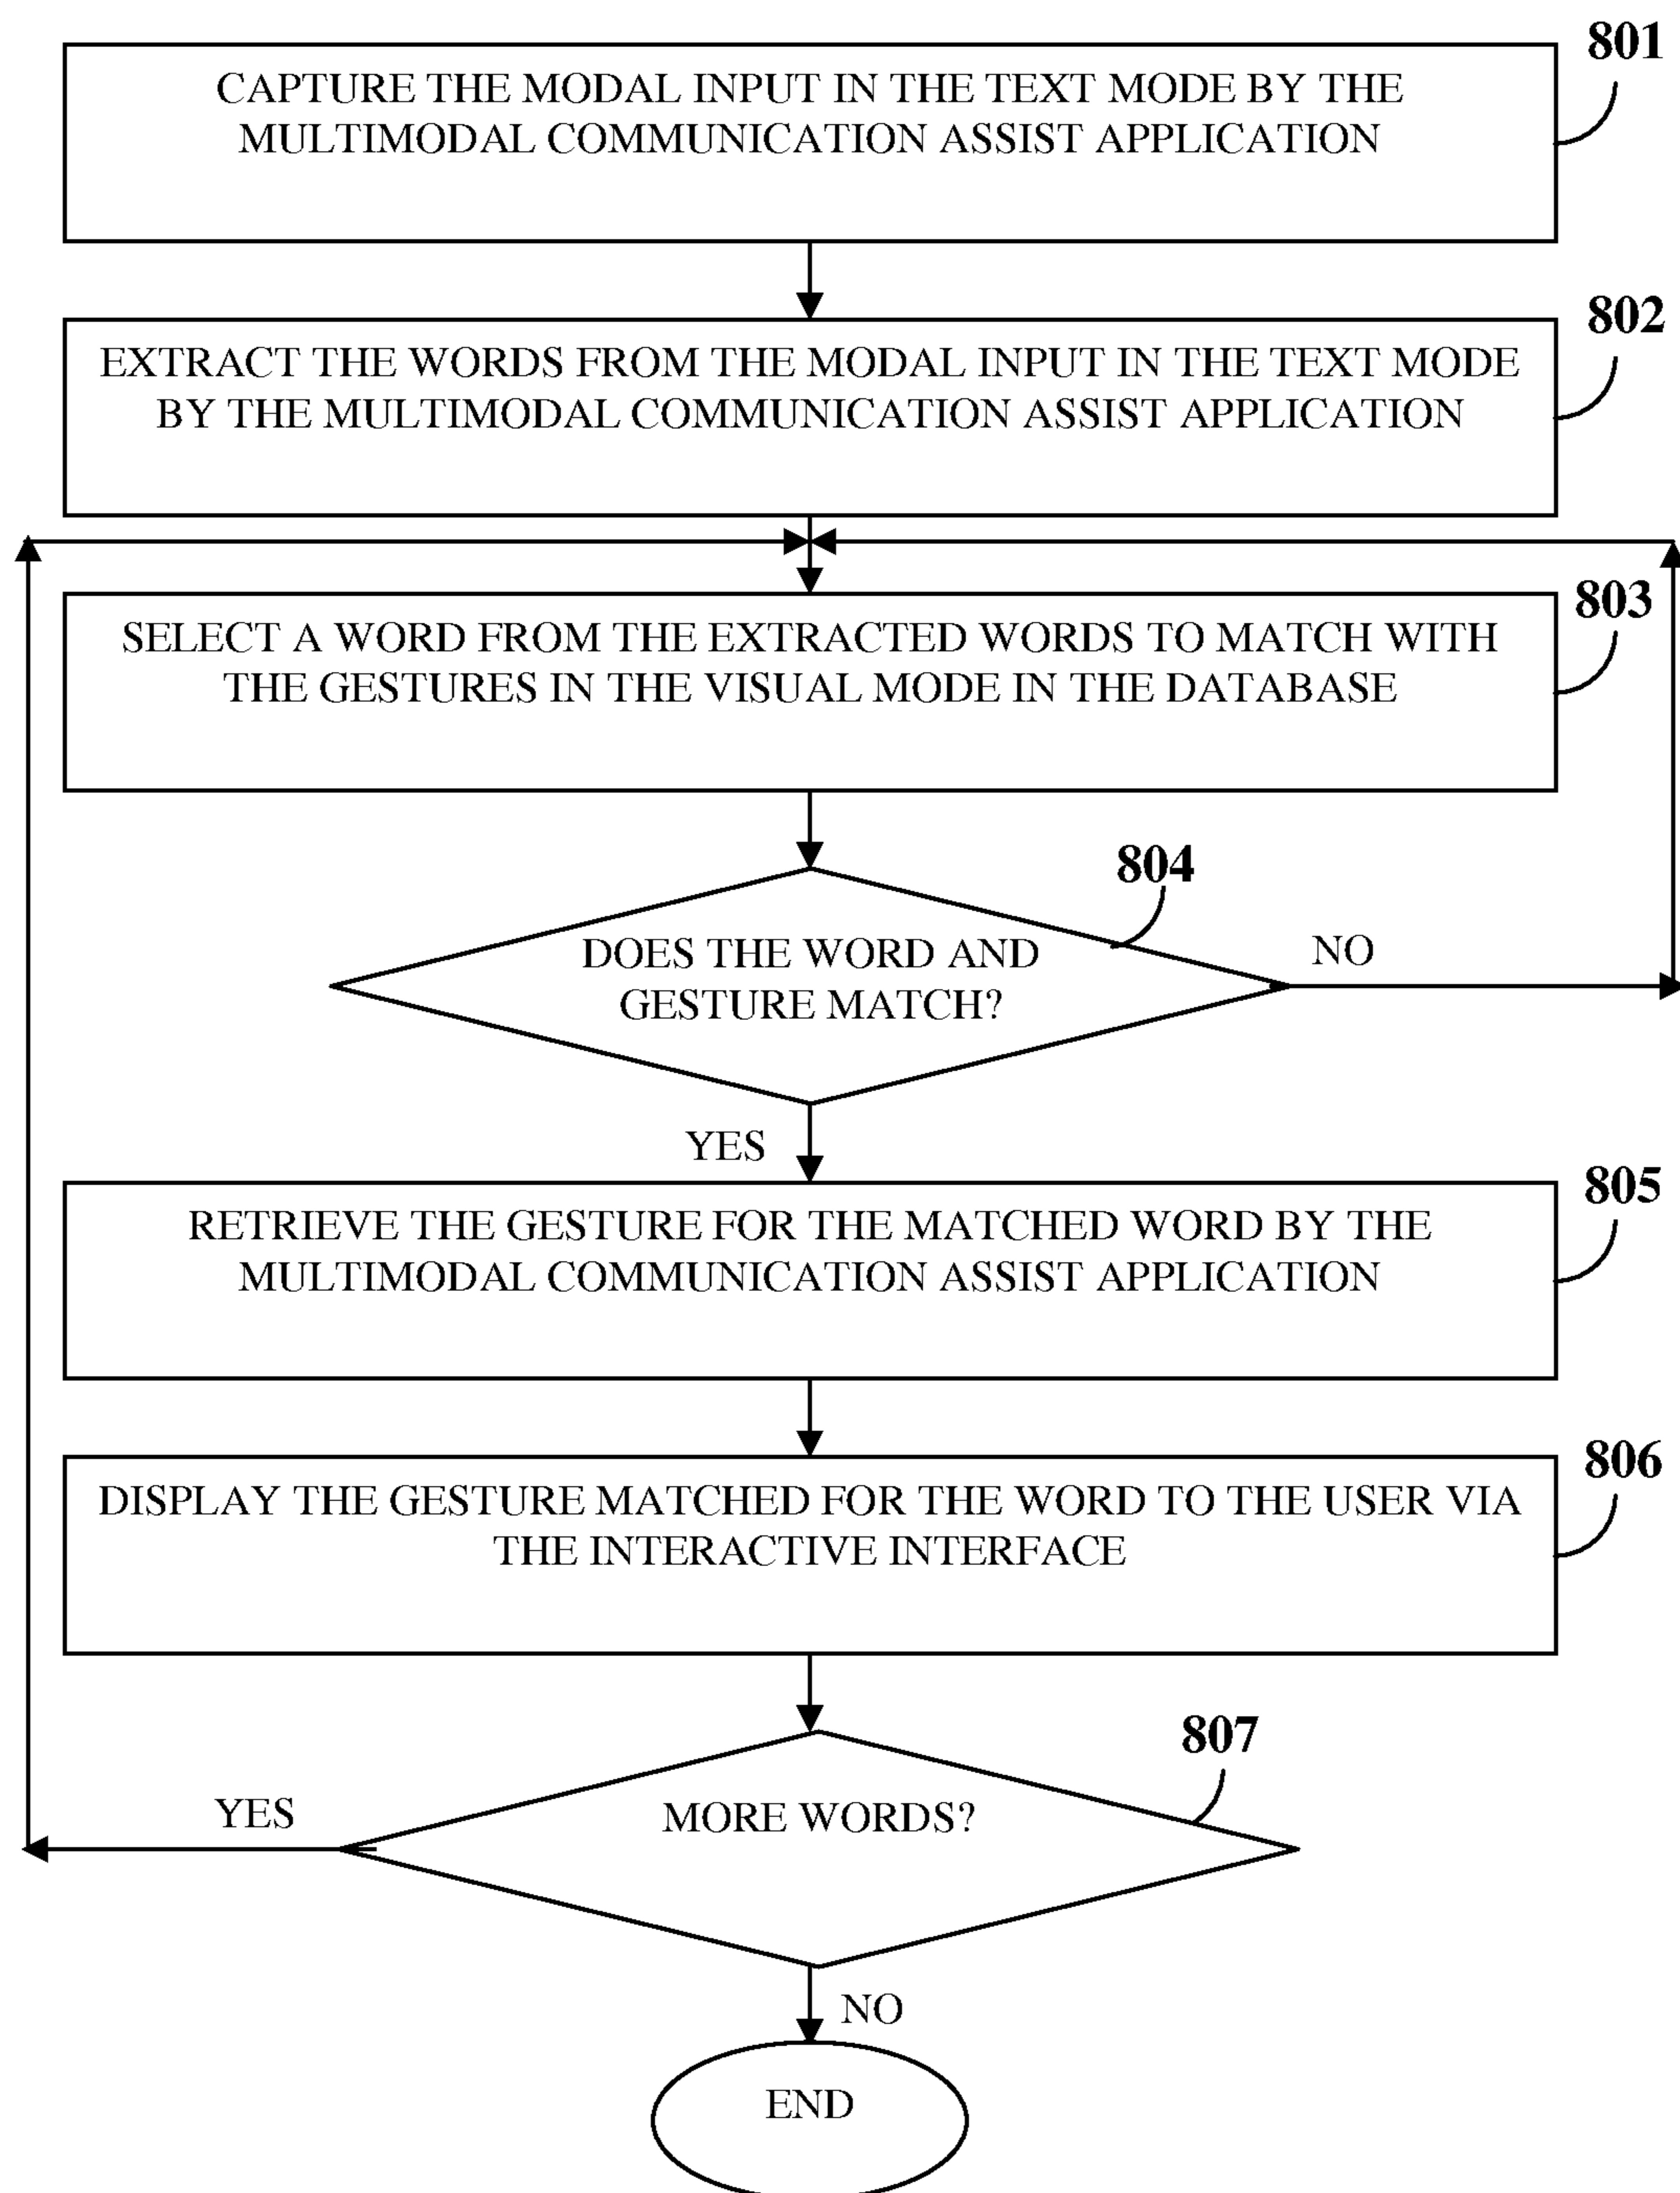 801
CAPTURE THE MODAL INPUT IN THE TEXT MODE BY THE
MULTIMODAL COMMUNICATION ASSIST APPLICATION
802
EXTRACT THE WORDS FROM THE MODAL INPUT IN THE TEXT MODE
BY THE MULTIMODAL COMMUNICATION ASSIST APPLICATION
803
SELECT A WORD FROM THE EXTRACTED WORDS TO MATCH WITH
THE GESTURES IN THE VISUAL MODE IN THE DATABASE
804
DOES THE WORD AND
GESTURE MATCH?
NO
YES
805
RETRIEVE THE GESTURE FOR THE MATCHED WORD BY THE
MULTIMODAL COMMUNICATION ASSIST APPLICATION
806
DISPLAY THE GESTURE MATCHED FOR THE WORD TO THE USER VIA
THE INTERACTIVE INTERFACE
807
YES
MORE WORDS?
NO
END